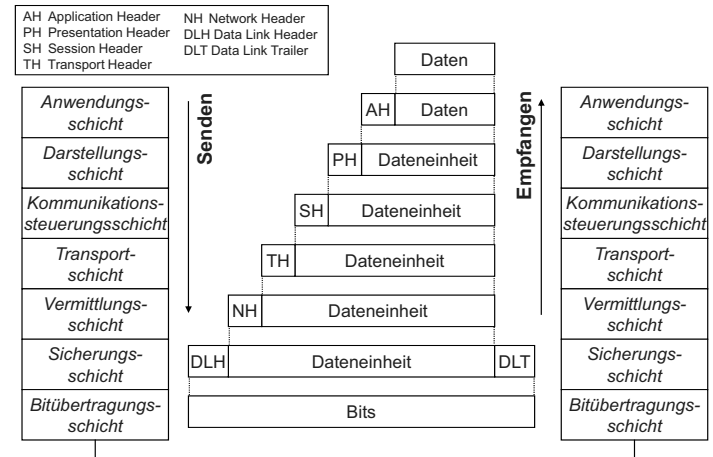 AH Application Header
PH Presentation Header
SH Session Header
TH Transport Header
NH Network Header
DLH Data Link Header
DLT Data Link Trailer
Anwendungs-
schicht
Darstellungs-
schicht
Kommunikations-
steuerungsschicht
Transport-
schicht
Vermittlungs-
schicht
Sicherungs-
schicht
Bitübertragungs-
schicht
Senden
Daten
AH Daten
PH Dateneinheit
SH Dateneinheit
TH Dateneinheit
NH Dateneinheit
DLH Dateneinheit DLT
Bits
Empfangen
Anwendungs-
schicht
Darstellungs-
schicht
Kommunikations-
steuerungsschicht
Transport-
schicht
Vermittlungs-
schicht
Sicherungs-
schicht
Bitübertragungs-
schicht